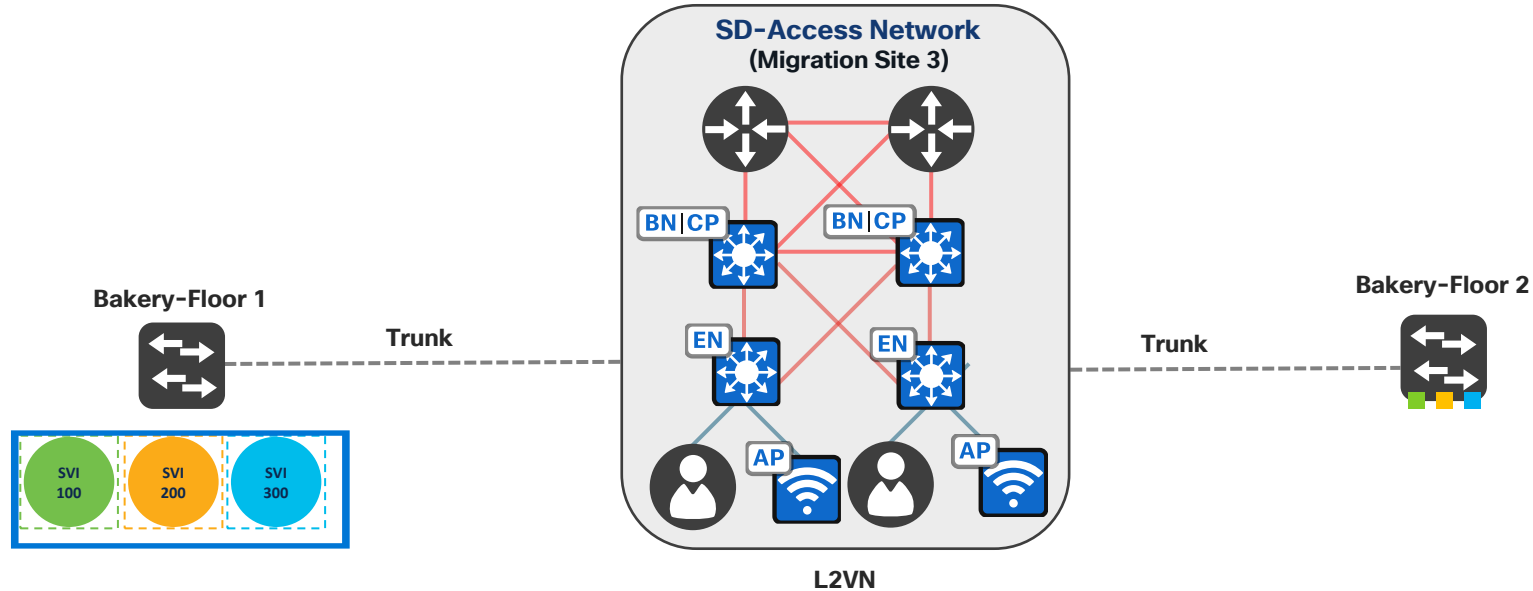 SD-Access Network
(Migration Site 3)
BN|CP
BN|CP
Bakery-Floor 1
Bakery-Floor 2
Trunk
Trunk
EN
EN
SVI
100
SVI
200
SVI
300
AP
AP
L2VN